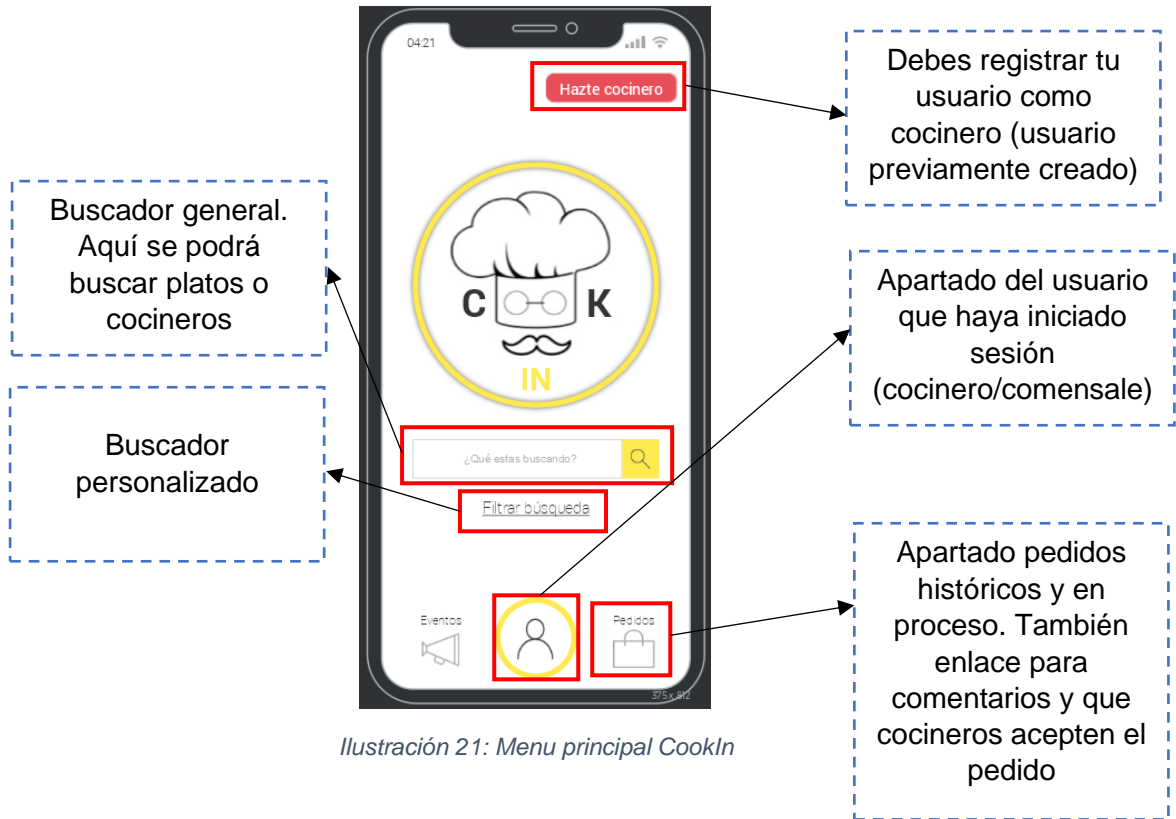 04:21
Hazte cocinero
C K
IN
¿Qué estas buscando?
Filtrar búsqueda
Eventos
Pedidos
375 x 812
Buscador general.
Aquí se podrá
buscar platos o
cocineros
Buscador
personalizado
Debes registrar tu
usuario como
cocinero (usuario
previamente creado)
Apartado del usuario
que haya iniciado
sesión
(cocinero/comensale)
Apartado pedidos
históricos y en
proceso. También
enlace para
comentarios y que
cocineros acepten el
pedido
Ilustración 21: Menu principal CookIn